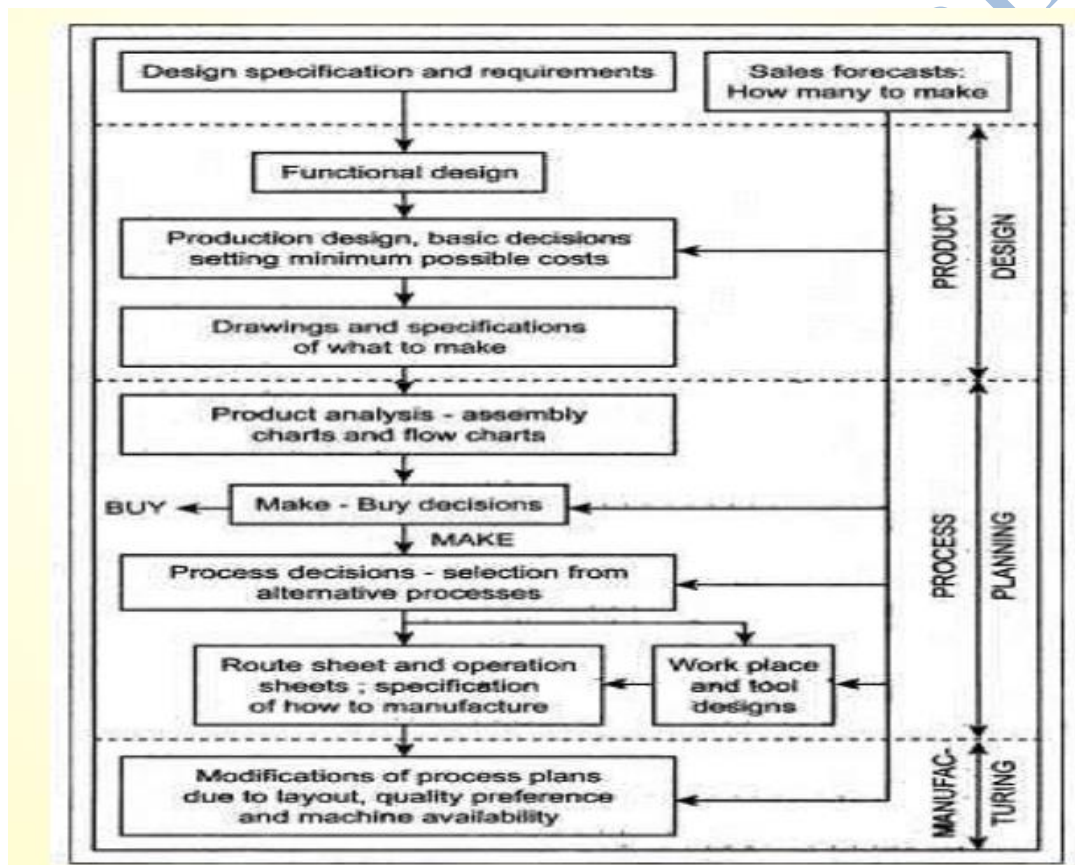 Design specification and requirements
Sales forecasts:
How many to make
Functional design
Production design, basic decisions
setting minimum possible costs
Drawings and specifications
of what to make
PRODUCT
DESIGN
Product analysis - assembly
charts and flow charts
BUY
Make - Buy decisions
MAKE
Process decisions - selection from
alternative processes
Route sheet and operation
sheets ; specification
of how to manufacture
Work place
and tool
designs
PROCESS
PLANNING
Modifications of process plans
due to layout, quality preference
and machine availability
MANUFAC-
TURING